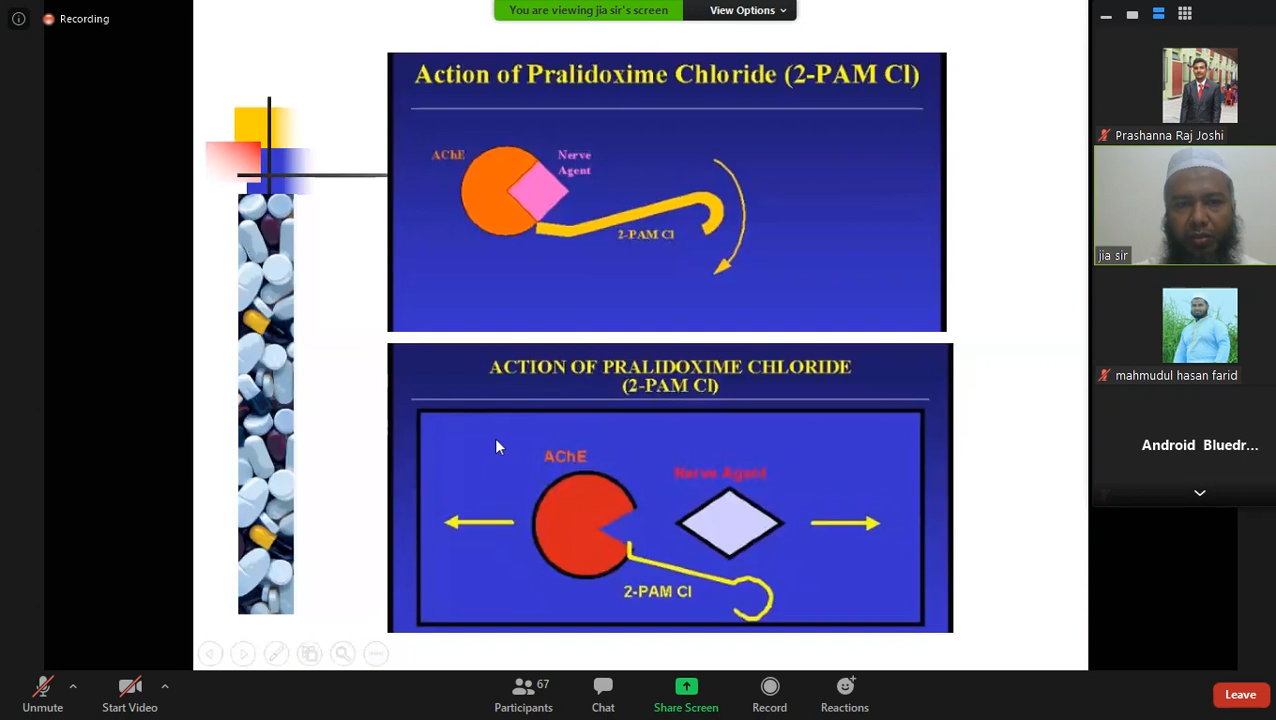 Recording
You are viewing jia sir's screen
View Options
Action of Pralidoxime Chloride (2-PAM Cl)
AChE
Nerve
Agent
2-PAM Cl
ACTION OF PRALIDOXIME CHLORIDE
(2-PAM Cl)
AChE
Nerve Agent
2-PAM Cl
Prashanna Raj Joshi
jia sir
mahmudul hasan farid
Android Bluedr...
Unmute
Start Video
67
Participants
Chat
Share Screen
Record
Reactions
Leave